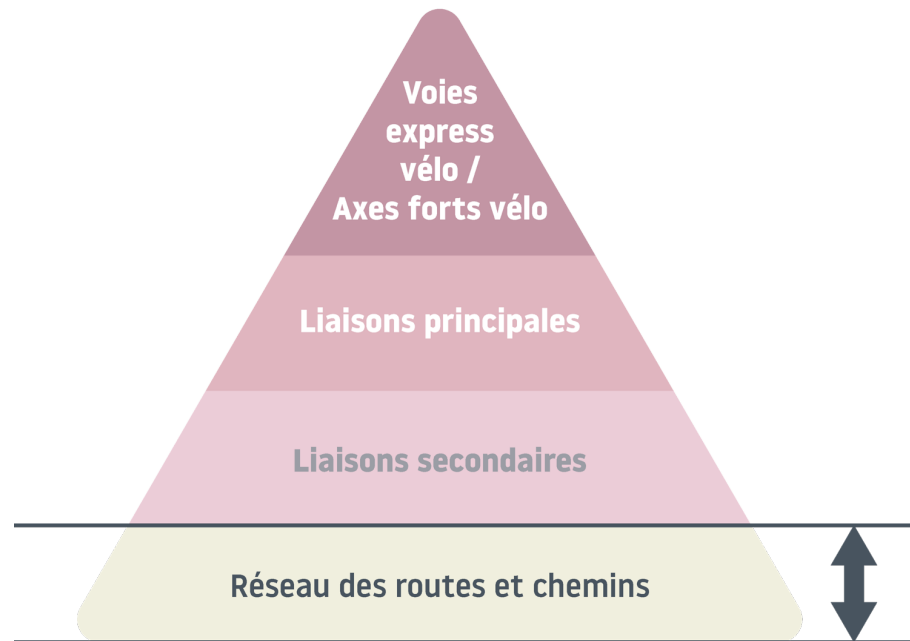 Voies
express
vélo /
Axes forts vélo
Liaisons principales
Liaisons secondaires
Réseau des routes et chemins